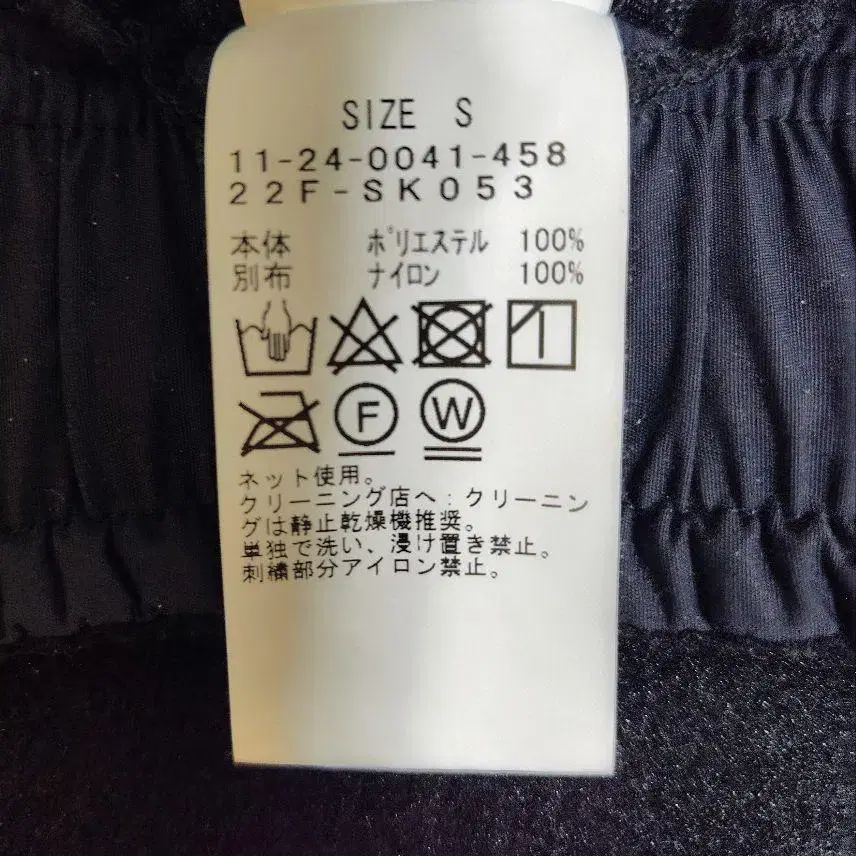 SIZE S
11-24-0041-458
22F-SK053
本体 ポリエステル 100%
別布 ナイロン 100%
F W
ネット使用。
クリーニング店へ：クリーニン
グは静止乾燥機推奨。
単独で洗い、浸け置き禁止。
刺繍部分アイロン禁止。